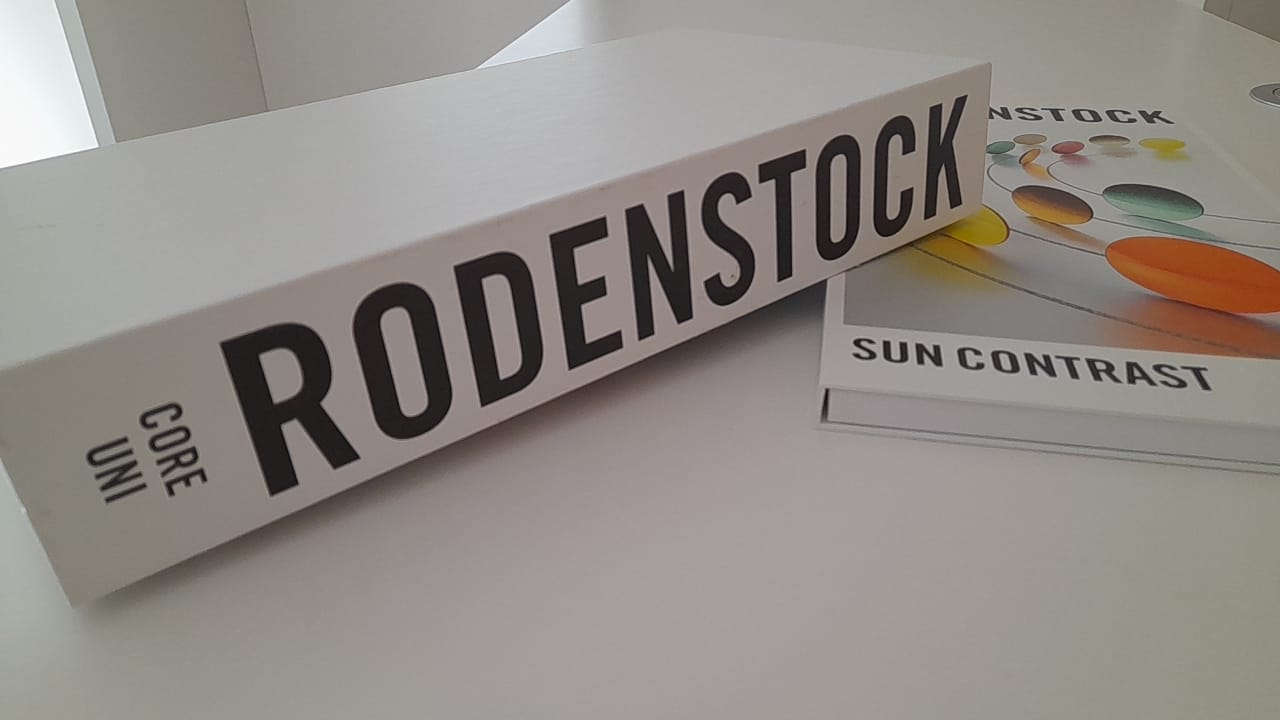 RODENSTOCK
CORE
UNI
NSTOCK
SUN CONTRAST